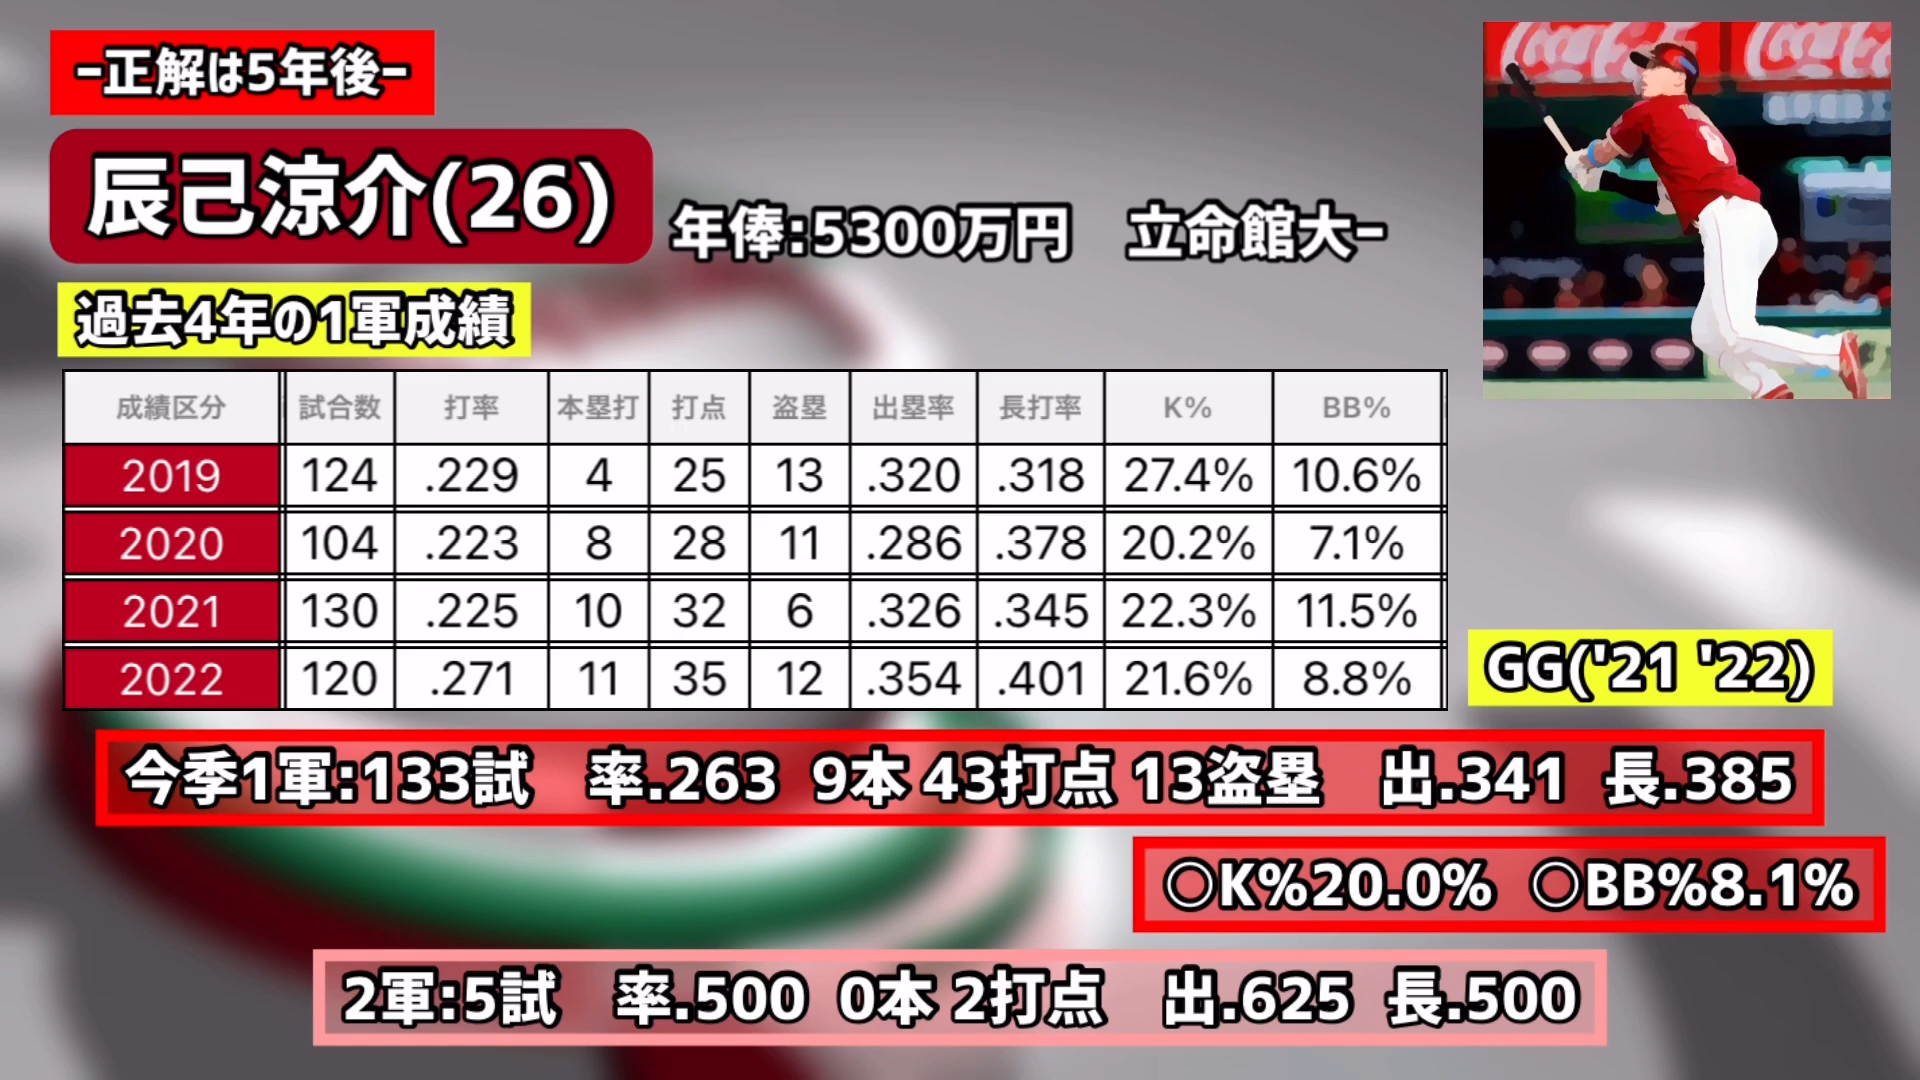 -正解は5年後-
辰己涼介(26) 年俸:5300万円 立命館大-
過去4年の1軍成績
成績区分 試合数 打率 本塁打 打点 盗塁 出塁率 長打率 K% BB%
2019 124 .229 4 25 13 .320 .318 27.4% 10.6%
2020 104 .223 8 28 11 .286 .378 20.2% 7.1%
2021 130 .225 10 32 6 .326 .345 22.3% 11.5%
2022 120 .271 11 35 12 .354 .401 21.6% 8.8%
GG('21 '22)
今季1軍:133試 率.263 9本 43打点 13盗塁 出.341 長.385
○K%20.0% ○BB%8.1%
2軍:5試 率.500 0本 2打点 出.625 長.500